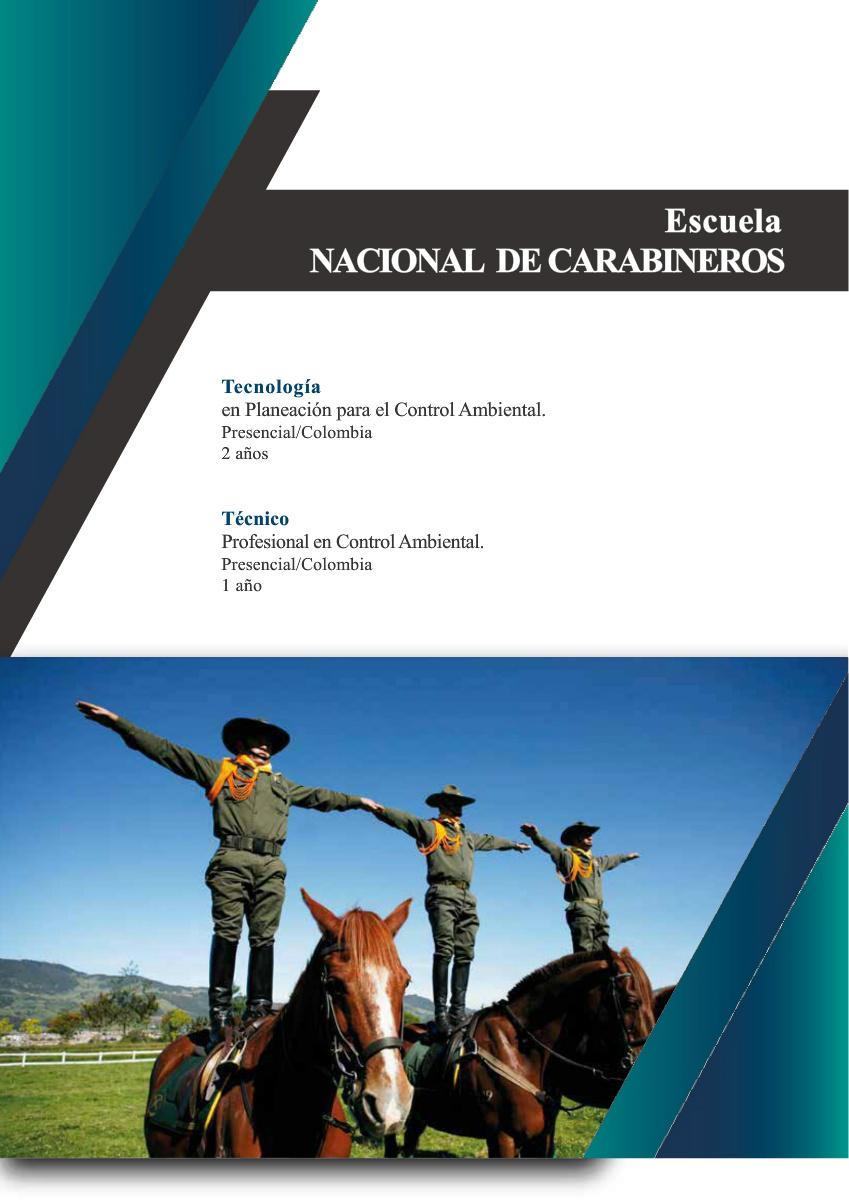 Escuela
NACIONAL DE CARABINEROS
Tecnología
en Planeación para el Control Ambiental.
Presencial/Colombia
2 años
Técnico
Profesional en Control Ambiental.
Presencial/Colombia
1 año